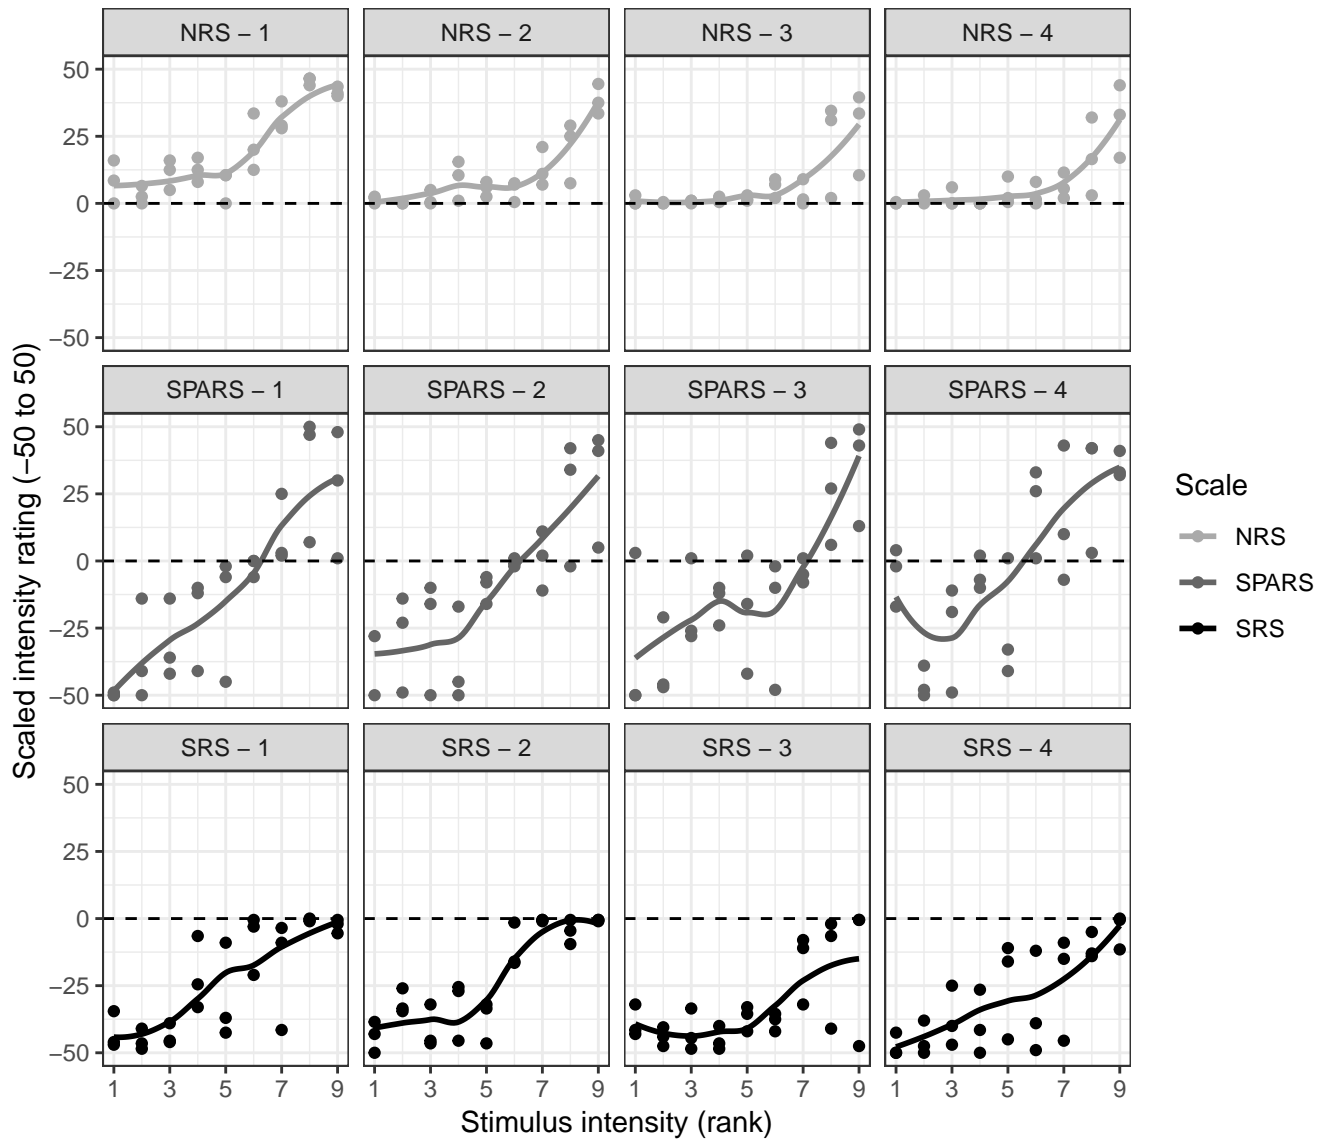 NRS – 1
NRS – 2
NRS – 3
NRS – 4
50
25
0
−25
−50
SPARS – 1
SPARS – 2
SPARS – 3
SPARS – 4
50
25
0
−25
−50
SRS – 1
SRS – 2
SRS – 3
SRS – 4
50
25
0
−25
−50
1 3 5 7 9
1 3 5 7 9
1 3 5 7 9
1 3 5 7 9
Stimulus intensity (rank)
Scaled intensity rating (−50 to 50)
Scale
NRS
SPARS
SRS